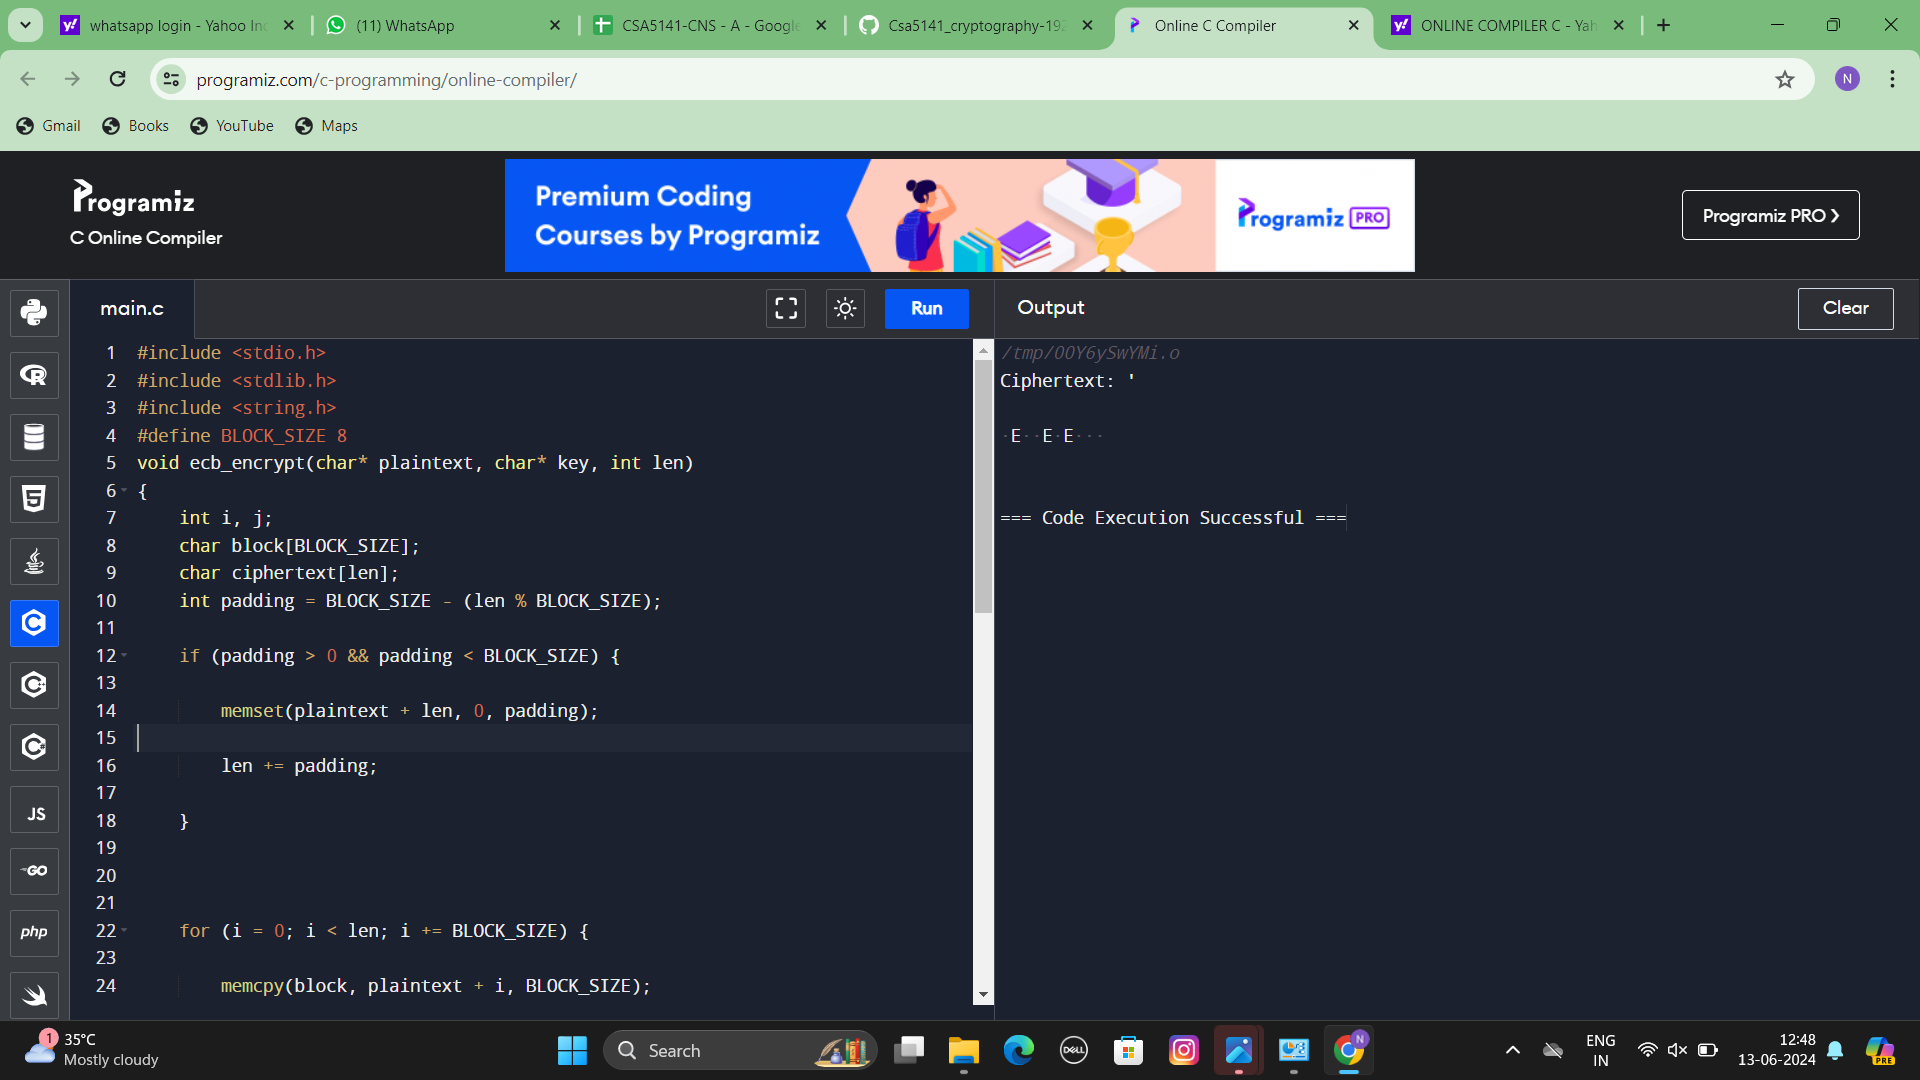 whatsapp login - Yahoo Inc
(11) WhatsApp
CSA5141-CNS - A - Google
Csa5141_cryptography-192
Online C Compiler
ONLINE COMPILER C - Yah
programiz.com/c-programming/online-compiler/
N
Gmail
Books
YouTube
Maps
Programiz
C Online Compiler
Premium Coding
Courses by Programiz
Programiz PRO
Programiz PRO ❯
main.c
Run
Output
Clear
1 #include <stdio.h>
2 #include <stdlib.h>
3 #include <string.h>
4 #define BLOCK_SIZE 8
5 void ecb_encrypt(char* plaintext, char* key, int len)
6 {
7 int i, j;
8 char block[BLOCK_SIZE];
9 char ciphertext[len];
10 int padding = BLOCK_SIZE - (len % BLOCK_SIZE);
11
12 if (padding > 0 && padding < BLOCK_SIZE) {
13
14 memset(plaintext + len, 0, padding);
15
16 len += padding;
17
18 }
19
20
21
22 for (i = 0; i < len; i += BLOCK_SIZE) {
23
24 memcpy(block, plaintext + i, BLOCK_SIZE);
/tmp/OOY6ySwYMi.o
Ciphertext: '
·E··E·E···
=== Code Execution Successful ===
JS
GO
php
1
35°C
Mostly cloudy
Search
DELL
N
ENG
IN
12:48
13-06-2024
PRE